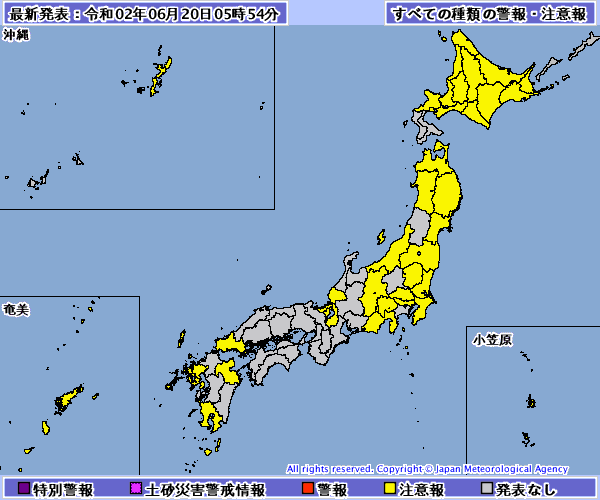 最新発表：令和02年06月20日05時54分
すべての種類の警報・注意報
沖縄
奄美
小笠原
All rights reserved. Copyright © Japan Meteorological Agency
特別警報
土砂災害警戒情報
警報
注意報
発表なし